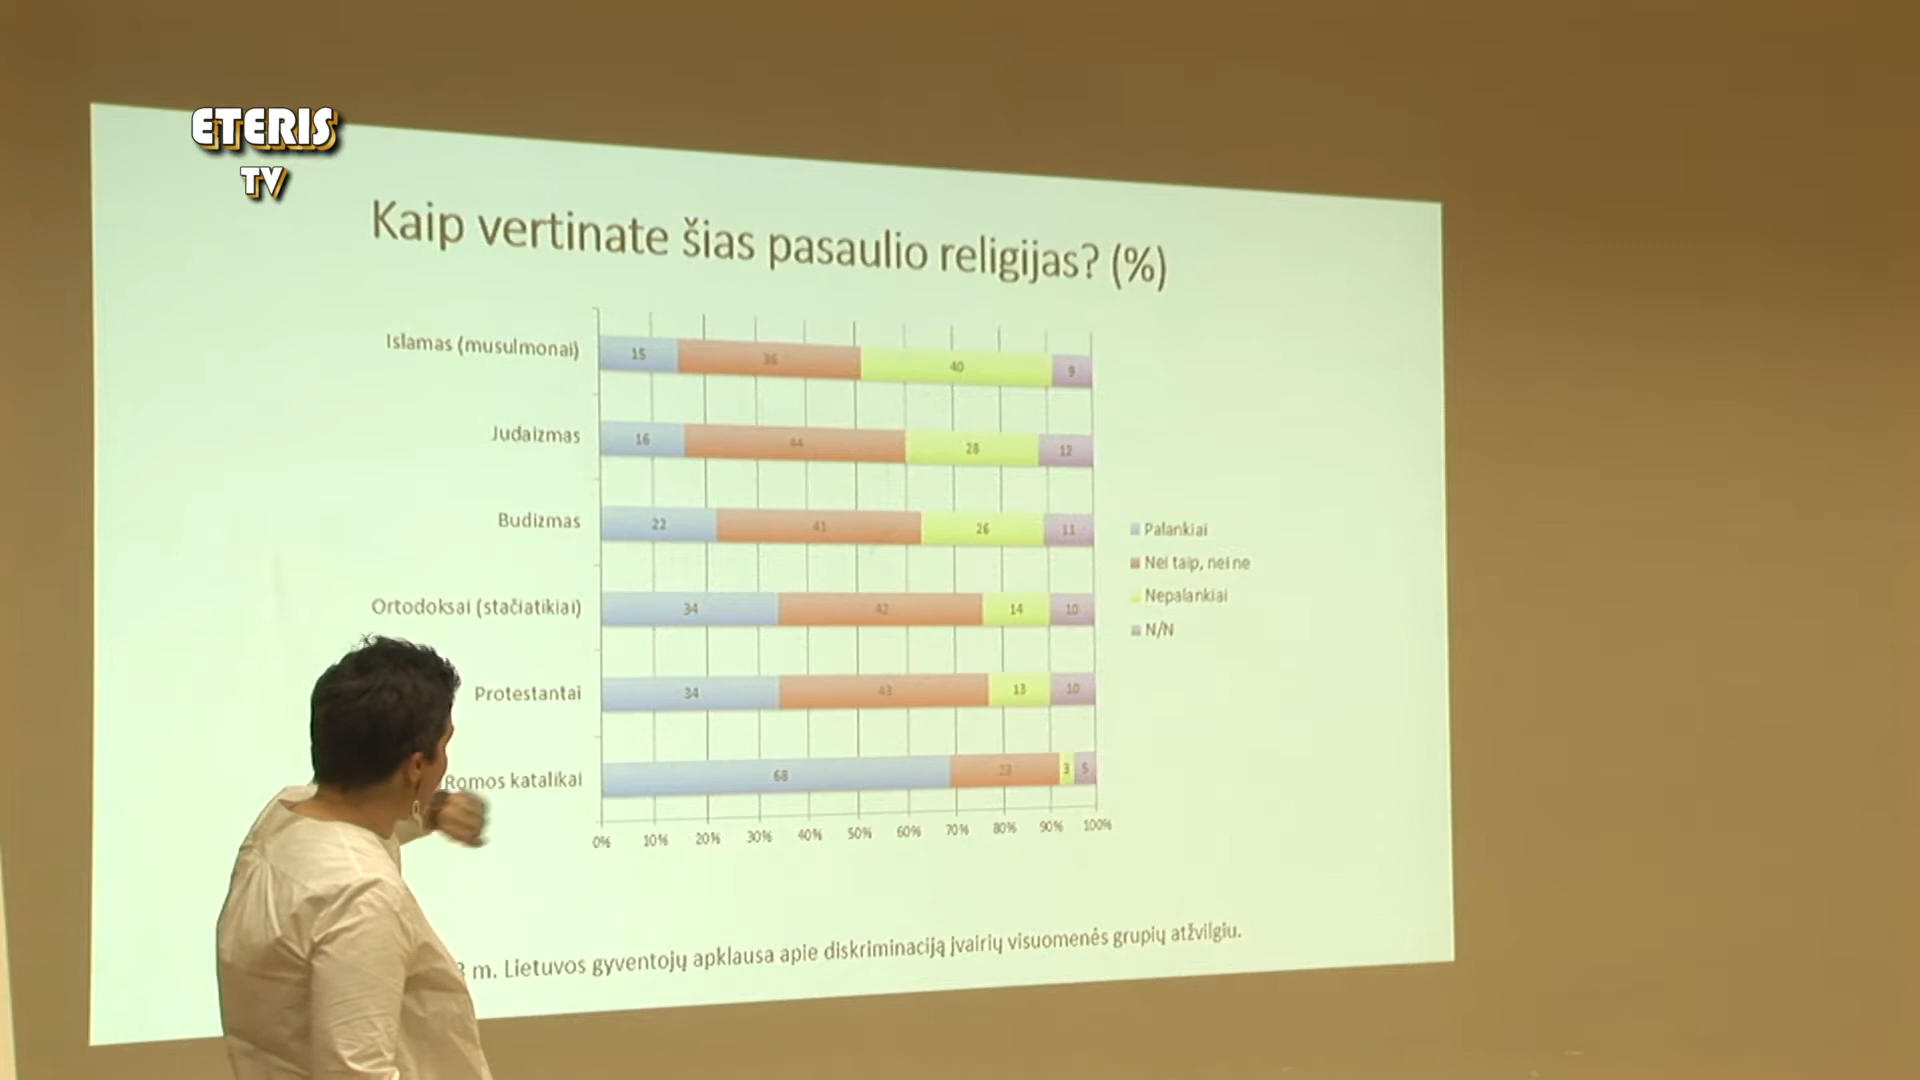 ETERIS
TV
Kaip vertinate šias pasaulio religijas? (%)
Islamas (musulmonai) 15 36 40 9
Judaizmas 16 44 28 12
Budizmas 22 41 26 11
Ortodoksai (stačiatikiai) 34 42 14 10
Protestantai 34 43 13 10
Romos katalikai 68 3 5
0% 10% 20% 30% 40% 50% 60% 70% 80% 90% 100%
Palankiai
Nei taip, nei ne
Nepalankiai
N/N
m. Lietuvos gyventojų apklausa apie diskriminaciją įvairių visuomenės grupių atžvilgiu.